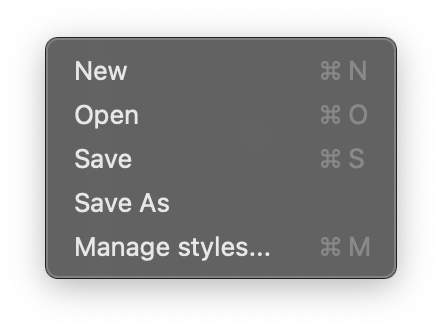 New ⌘ N
Open ⌘ O
Save ⌘ S
Save As
Manage styles... ⌘ M